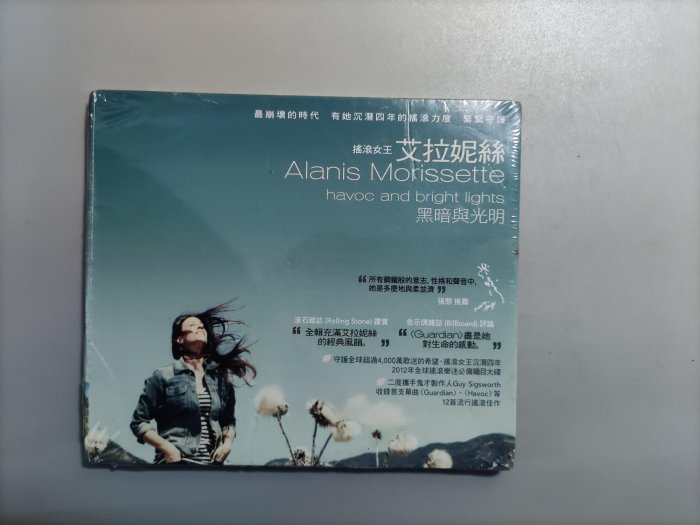 最崩壞的時代 有她沉潛四年的搖滾力度 緊緊守護
搖滾女王 艾拉妮絲
Alanis Morissette
havoc and bright lights
黑暗與光明
“所有鋼鐵般的意志, 性格和聲音中,
她是多麼地與柔並濟”
張懸 推薦
滾石雜誌 (Rolling Stone) 讚賞
“全輯充滿艾拉妮絲
的經典風韻。”
告示牌雜誌 (Billboard) 評論
“《Guardian》盡是她
對生命的感動。”
守護全球超過4,000萬歌迷的希望，搖滾女王沉潛四年
2012年全球搖滾樂迷必備矚目大碟
二度攜手鬼才製作人Guy Sigsworth
收錄首支單曲《Guardian》、《Havoc》等
12首流行搖滾佳作